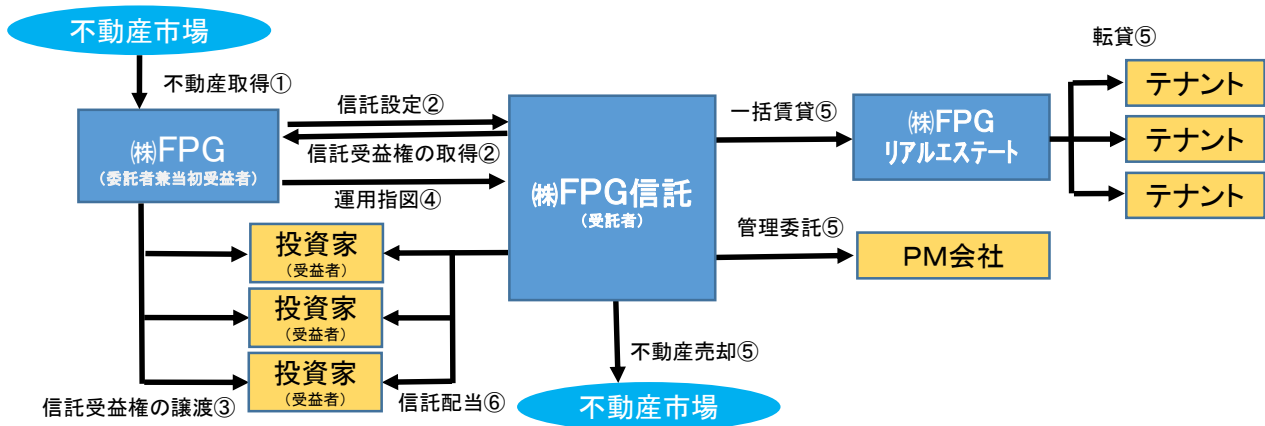 不動産市場
不動産取得①
㈱FPG
(委託者兼当初受益者)
信託設定②
信託受益権の取得②
運用指図④
㈱FPG信託
(受託者)
一括賃貸⑤
㈱FPG
リアルエステート
転貸⑤
テナント
テナント
テナント
管理委託⑤
PM会社
投資家
(受益者)
投資家
(受益者)
投資家
(受益者)
信託受益権の譲渡③
信託配当⑥
不動産売却⑤
不動産市場